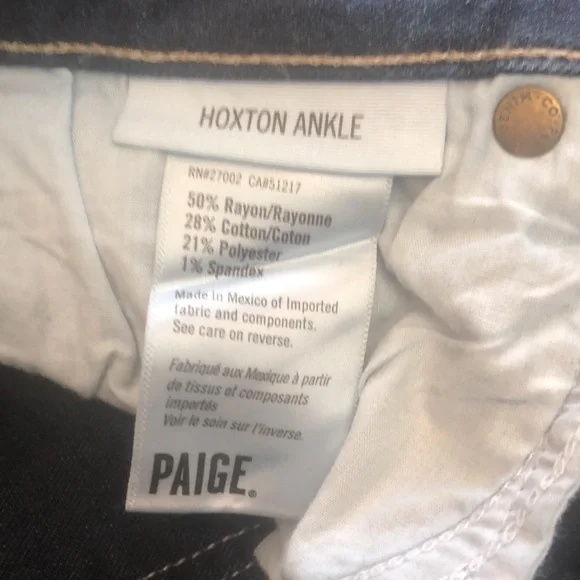 HOXTON ANKLE
RN#27002 CA#51217
50% Rayon/Rayonne
28% Cotton/Coton
21% Polyester
1% Spandex
Made in Mexico of Imported
fabric and components.
See care on reverse.
Fabriqué aux Mexique à partir
de tissus et composants
importés
Voir le soin sur l'inverse.
PAIGE®